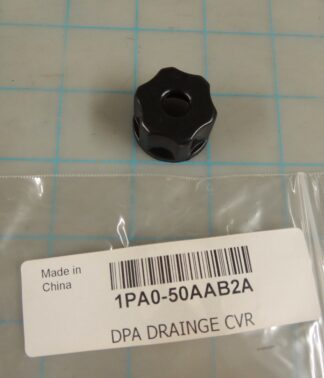 Made in
China
1PA0-50AAB2A
DPA DRAINGE CVR